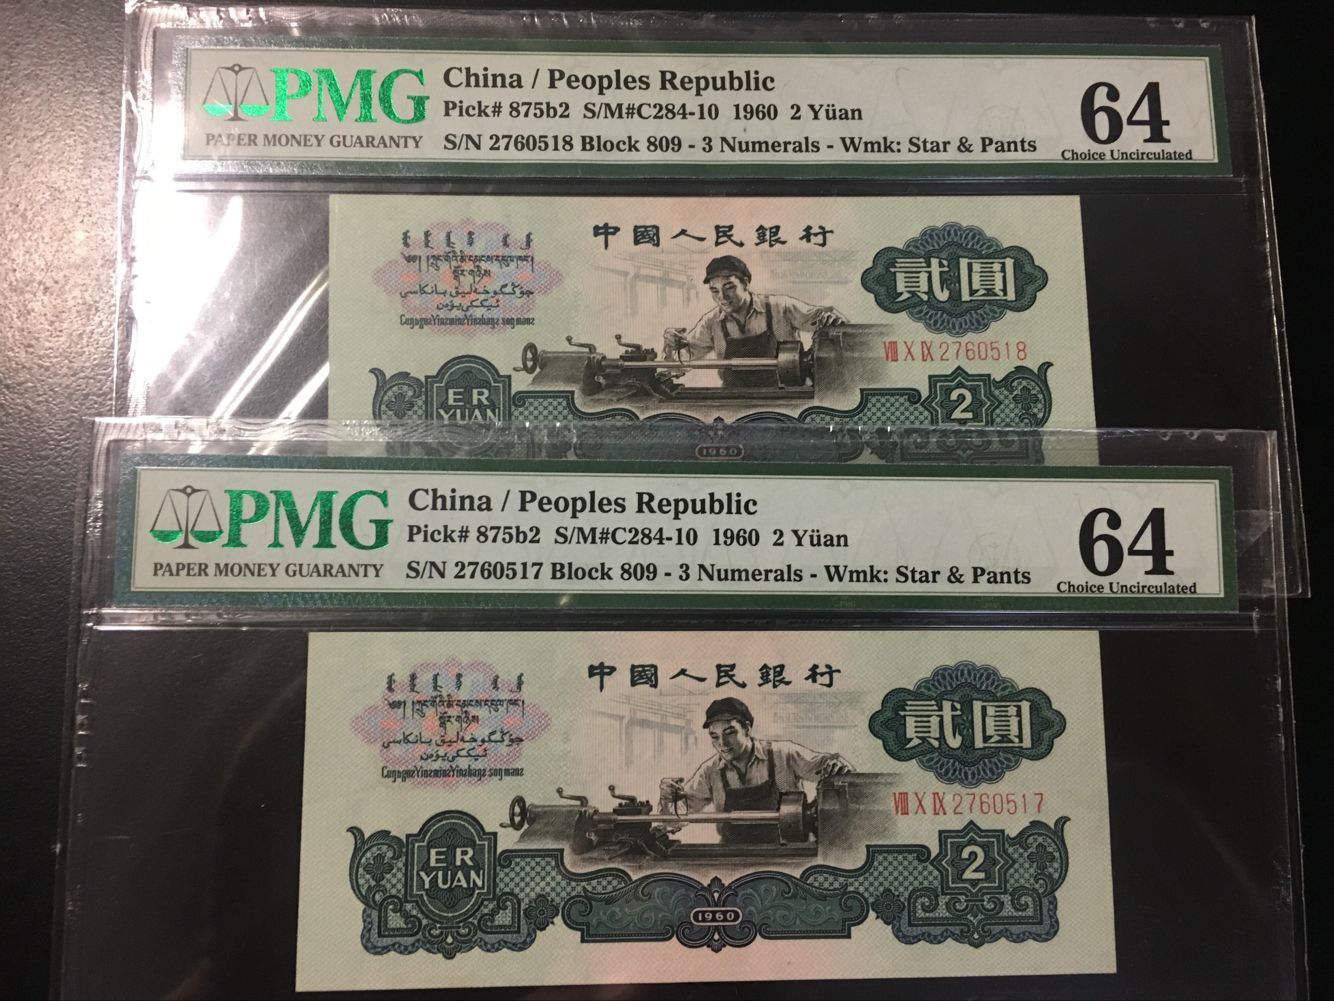 PMG
PAPER MONEY GUARANTY
China / Peoples Republic
Pick# 875b2 S/M#C284-10 1960 2 Yüan
S/N 2760518 Block 809 - 3 Numerals - Wmk: Star & Pants
64
Choice Uncirculated
中國人民銀行
貳圓
VIII X IX 2760518
ER
YUAN
2
1960
PMG
PAPER MONEY GUARANTY
China / Peoples Republic
Pick# 875b2 S/M#C284-10 1960 2 Yüan
S/N 2760517 Block 809 - 3 Numerals - Wmk: Star & Pants
64
Choice Uncirculated
中國人民銀行
貳圓
VIII X IX 2760517
ER
YUAN
2
1960